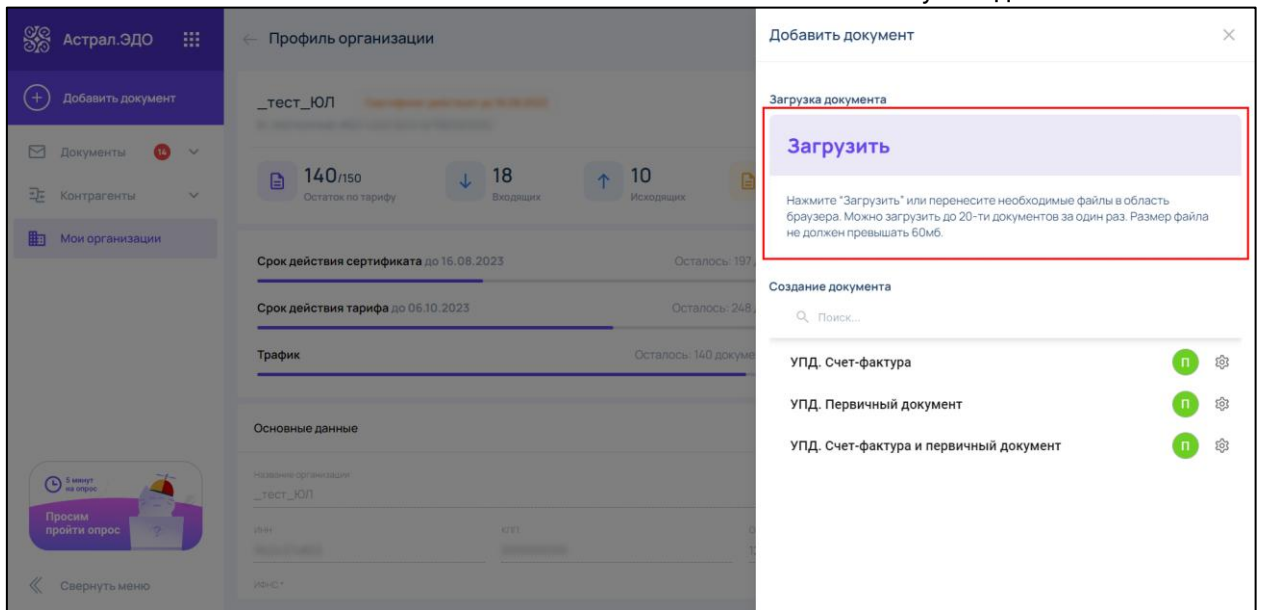 Астрал.ЭДО
Добавить документ
Документы 14
Контрагенты
Мои организации
5 минут
на опрос
Просим
пройти опрос
Свернуть меню
Профиль организации
_тест_ЮЛ
140/150
Остаток по тарифу
18
Входящих
10
Исходящих
Срок действия сертификата до 16.08.2023
Осталось: 197
Срок действия тарифа до 06.10.2023
Осталось: 248
Трафик
Осталось: 140 докуме
Основные данные
Название организации
_тест_ЮЛ
ИНН
КПП
ИФНС *
Добавить документ
Загрузка документа
Загрузить
Нажмите "Загрузить" или перенесите необходимые файлы в область
браузера. Можно загрузить до 20-ти документов за один раз. Размер файла
не должен превышать 60мб.
Создание документа
Поиск...
УПД. Счет-фактура П
УПД. Первичный документ П
УПД. Счет-фактура и первичный документ П